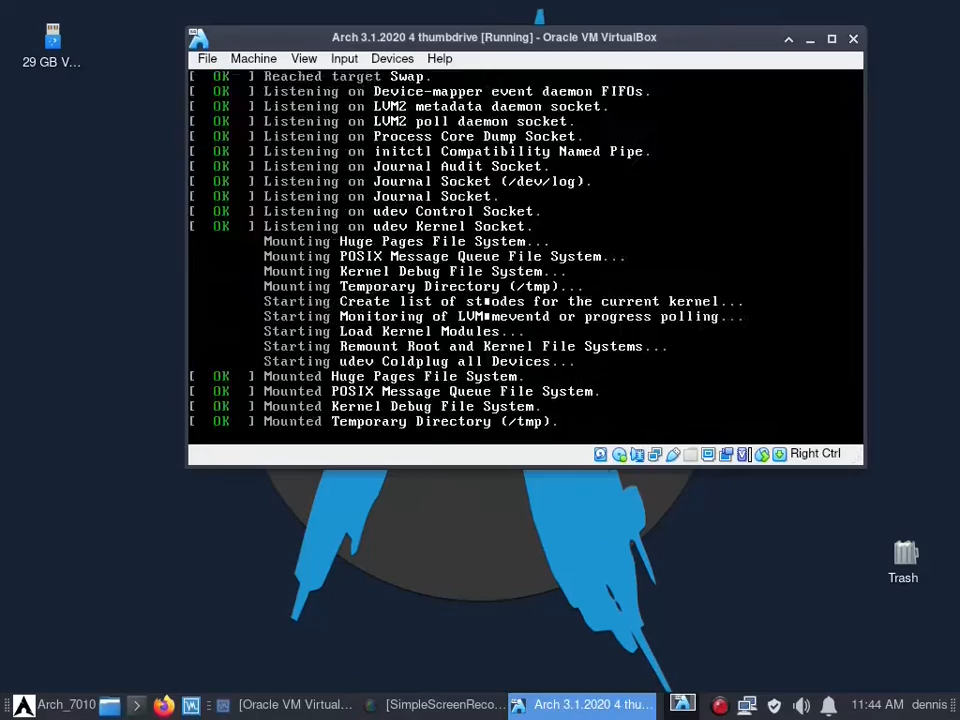 29 GB V...
Arch 3.1.2020 4 thumbdrive [Running] - Oracle VM VirtualBox
File Machine View Input Devices Help
[ OK ] Reached target Swap.
[ OK ] Listening on Device-mapper event daemon FIFOs.
[ OK ] Listening on LVM2 metadata daemon socket.
[ OK ] Listening on LVM2 poll daemon socket.
[ OK ] Listening on Process Core Dump Socket.
[ OK ] Listening on initctl Compatibility Named Pipe.
[ OK ] Listening on Journal Audit Socket.
[ OK ] Listening on Journal Socket (/dev/log).
[ OK ] Listening on Journal Socket.
[ OK ] Listening on udev Control Socket.
[ OK ] Listening on udev Kernel Socket.
Mounting Huge Pages File System...
Mounting POSIX Message Queue File System...
Mounting Kernel Debug File System...
Mounting Temporary Directory (/tmp)...
Starting Create list of st■odes for the current kernel...
Starting Monitoring of LVM■meventd or progress polling...
Starting Load Kernel Modules...
Starting Remount Root and Kernel File Systems...
Starting udev Coldplug all Devices...
[ OK ] Mounted Huge Pages File System.
[ OK ] Mounted POSIX Message Queue File System.
[ OK ] Mounted Kernel Debug File System.
[ OK ] Mounted Temporary Directory (/tmp).
Right Ctrl
Trash
Arch_7010 [Oracle VM Virtual... [SimpleScreenReco... Arch 3.1.2020 4 thu... 11:44 AM dennis